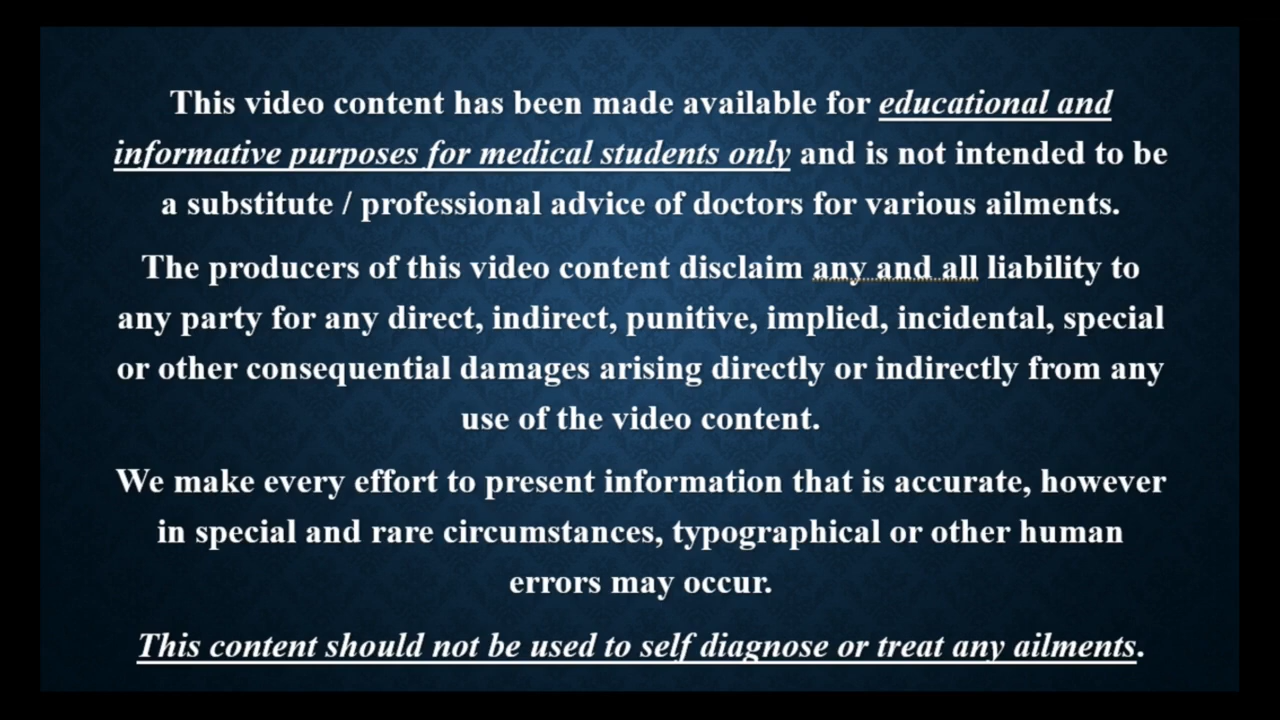 This video content has been made available for educational and
informative purposes for medical students only and is not intended to be
a substitute / professional advice of doctors for various ailments.
The producers of this video content disclaim any and all liability to
any party for any direct, indirect, punitive, implied, incidental, special
or other consequential damages arising directly or indirectly from any
use of the video content.
We make every effort to present information that is accurate, however
in special and rare circumstances, typographical or other human
errors may occur.
This content should not be used to self diagnose or treat any ailments.